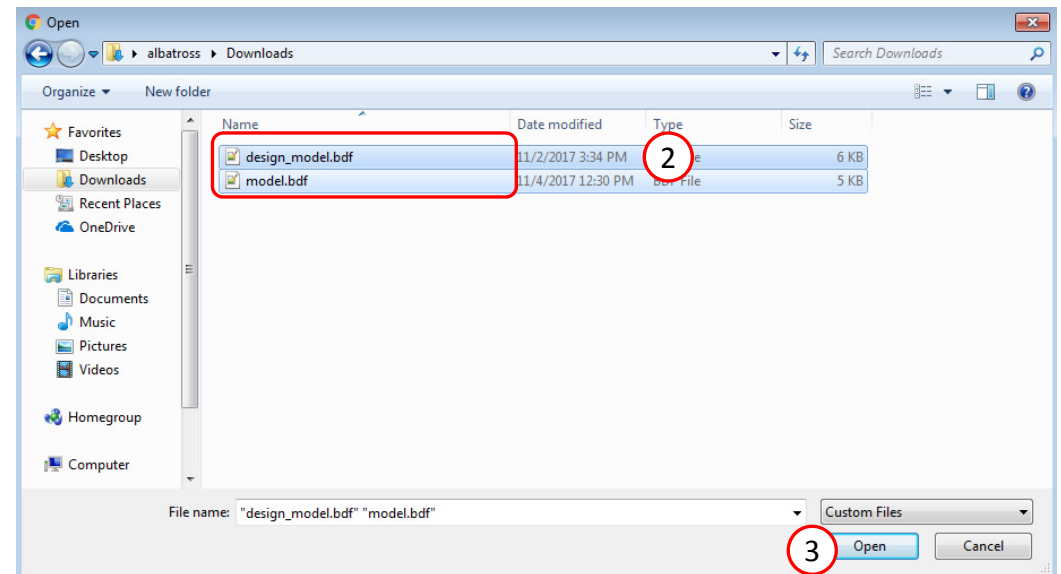 Open
albatross Downloads Search Downloads
Organize New folder
Name Date modified Type Size
Favorites
Desktop
Downloads
Recent Places
OneDrive
Libraries
Documents
Music
Pictures
Videos
Homegroup
Computer
design_model.bdf 11/2/2017 3:34 PM 2 6 KB
model.bdf 11/4/2017 12:30 PM BDF File 5 KB
File name: "design_model.bdf" "model.bdf" Custom Files
3 Open Cancel